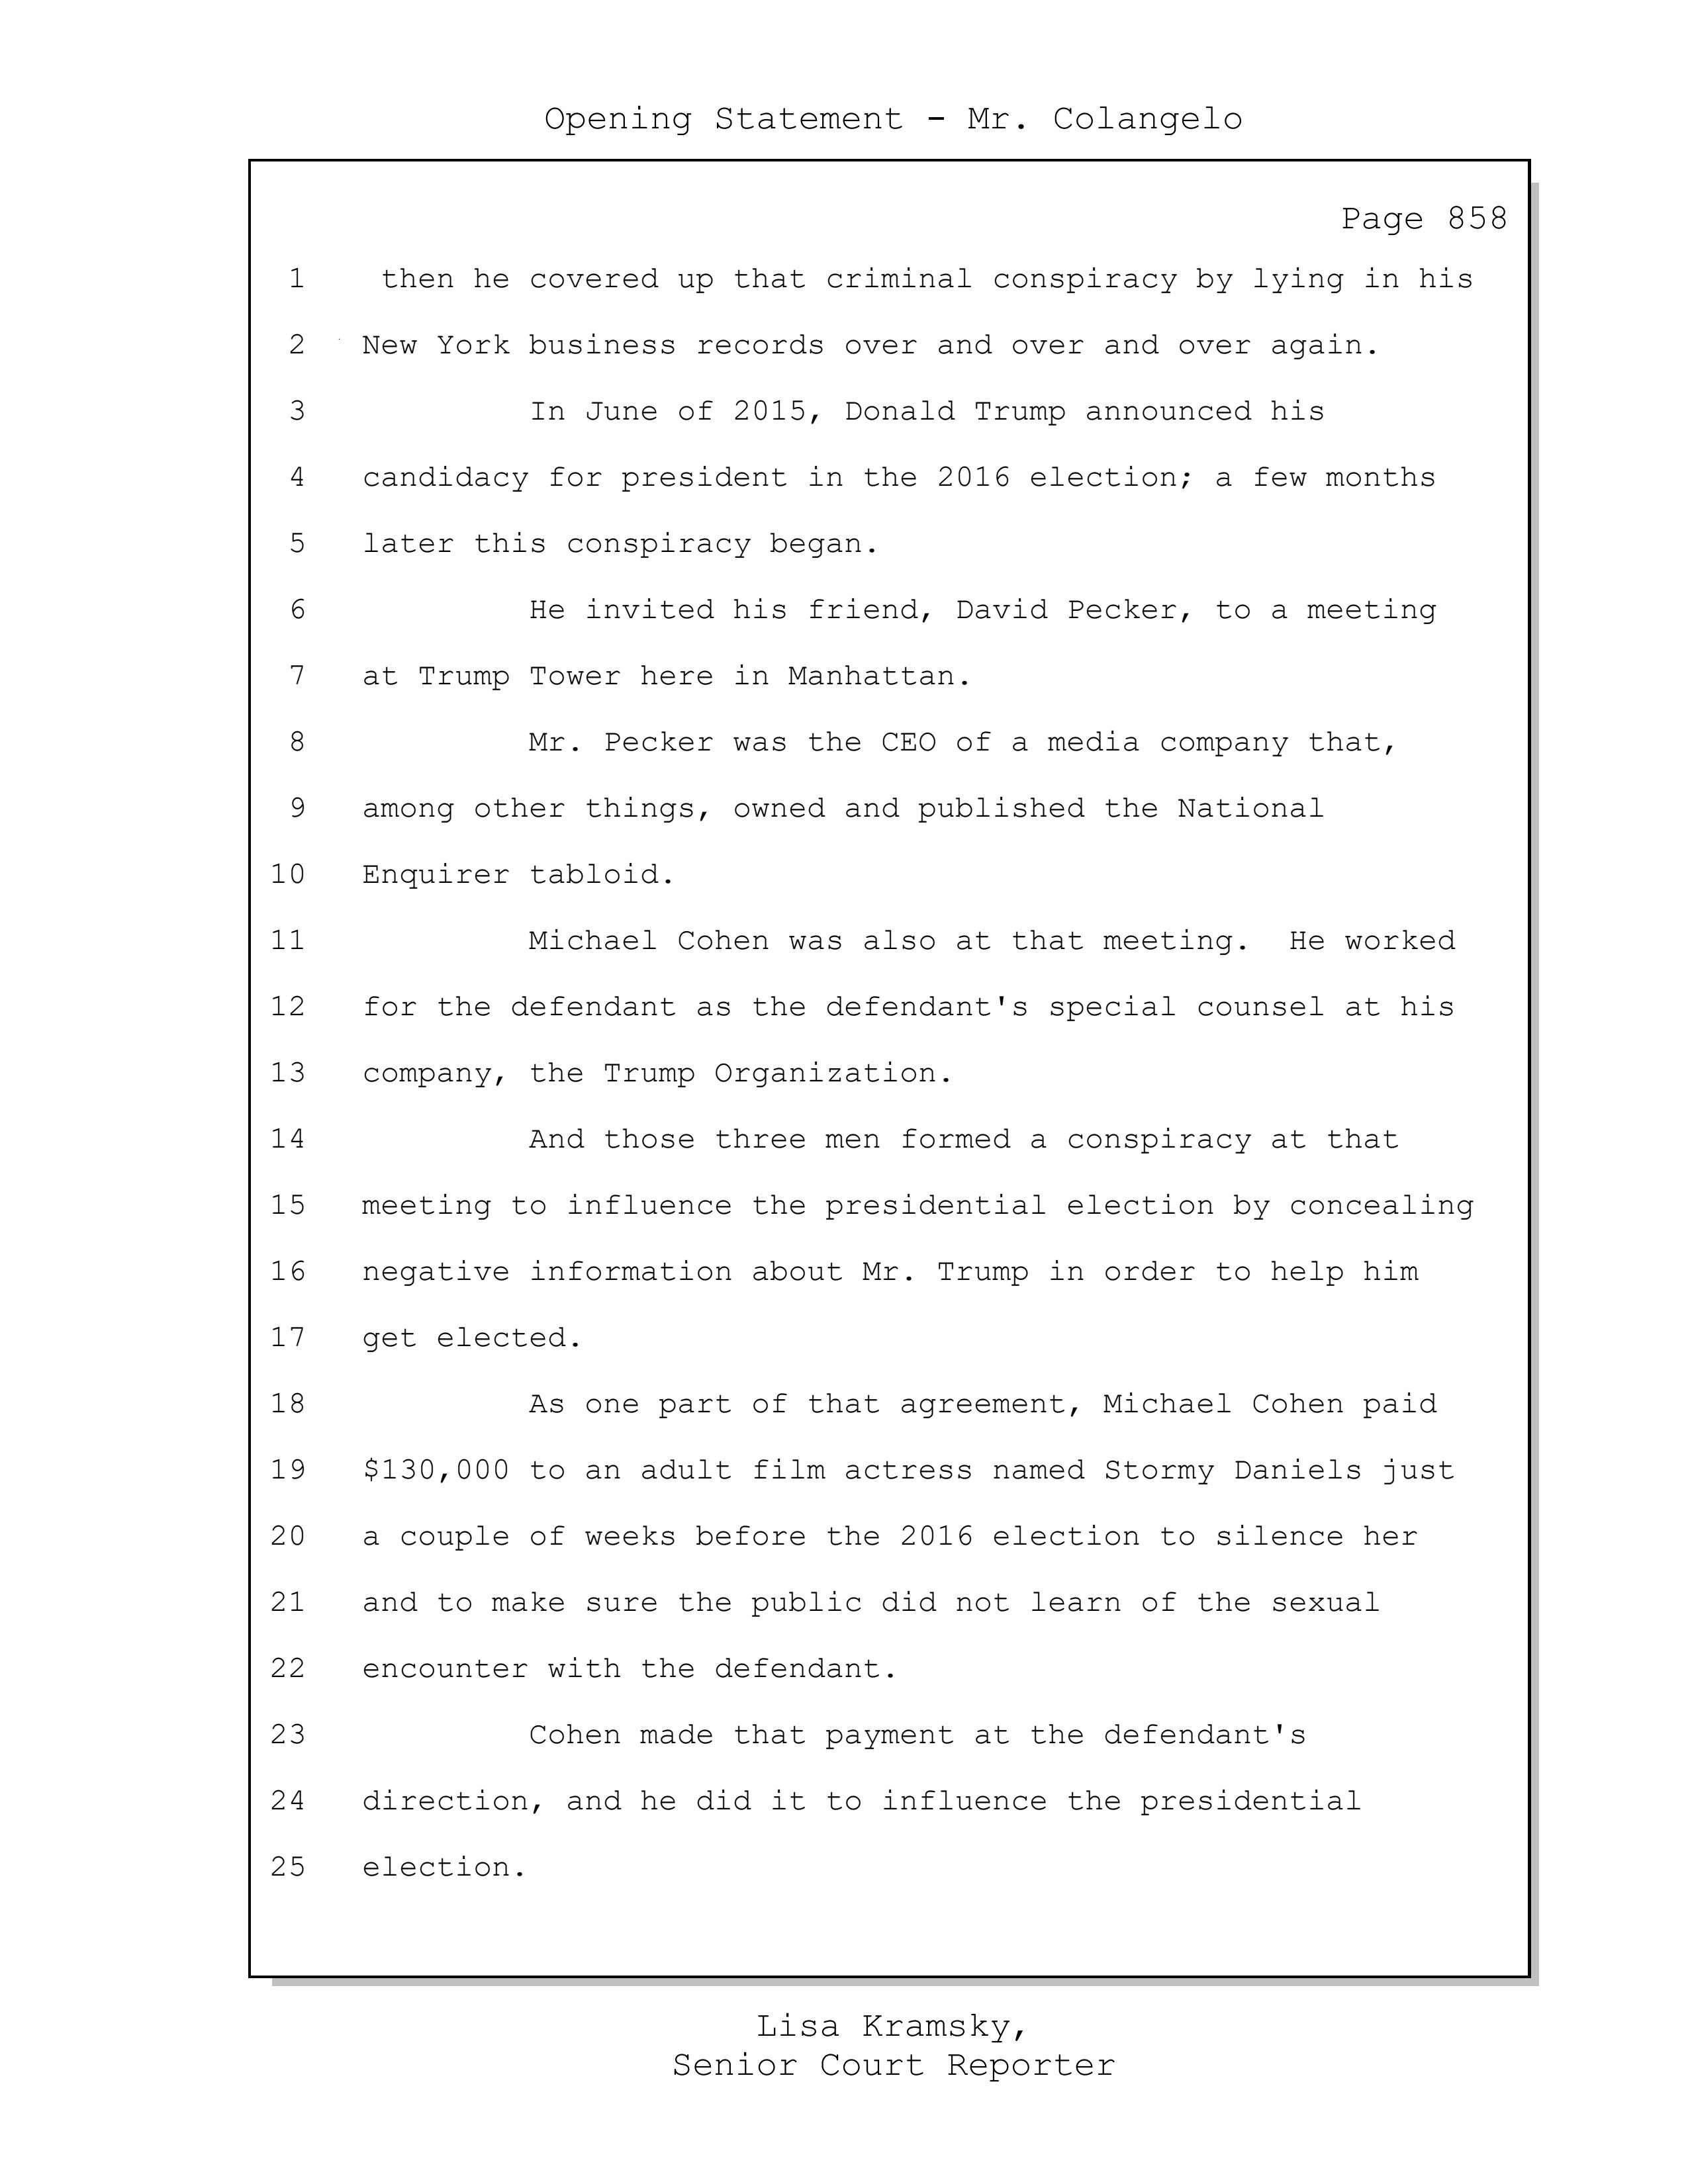 Opening Statement - Mr. Colangelo
Page 858
1 then he covered up that criminal conspiracy by lying in his
2 New York business records over and over and over again.
3 In June of 2015, Donald Trump announced his
4 candidacy for president in the 2016 election; a few months
5 later this conspiracy began.
6 He invited his friend, David Pecker, to a meeting
7 at Trump Tower here in Manhattan.
8 Mr. Pecker was the CEO of a media company that,
9 among other things, owned and published the National
10 Enquirer tabloid.
11 Michael Cohen was also at that meeting. He worked
12 for the defendant as the defendant's special counsel at his
13 company, the Trump Organization.
14 And those three men formed a conspiracy at that
15 meeting to influence the presidential election by concealing
16 negative information about Mr. Trump in order to help him
17 get elected.
18 As one part of that agreement, Michael Cohen paid
19 $130,000 to an adult film actress named Stormy Daniels just
20 a couple of weeks before the 2016 election to silence her
21 and to make sure the public did not learn of the sexual
22 encounter with the defendant.
23 Cohen made that payment at the defendant's
24 direction, and he did it to influence the presidential
25 election.
Lisa Kramsky,
Senior Court Reporter